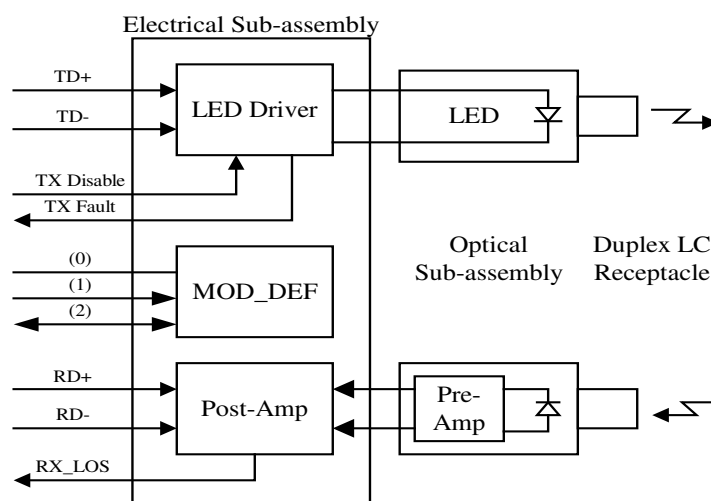 Electrical Sub-assembly
TD+
TD-
LED Driver
LED
TX Disable
TX Fault
(0)
(1)
(2)
MOD_DEF
Optical
Sub-assembly
Duplex LC
Receptacle
RD+
RD-
Post-Amp
Pre-
Amp
RX_LOS